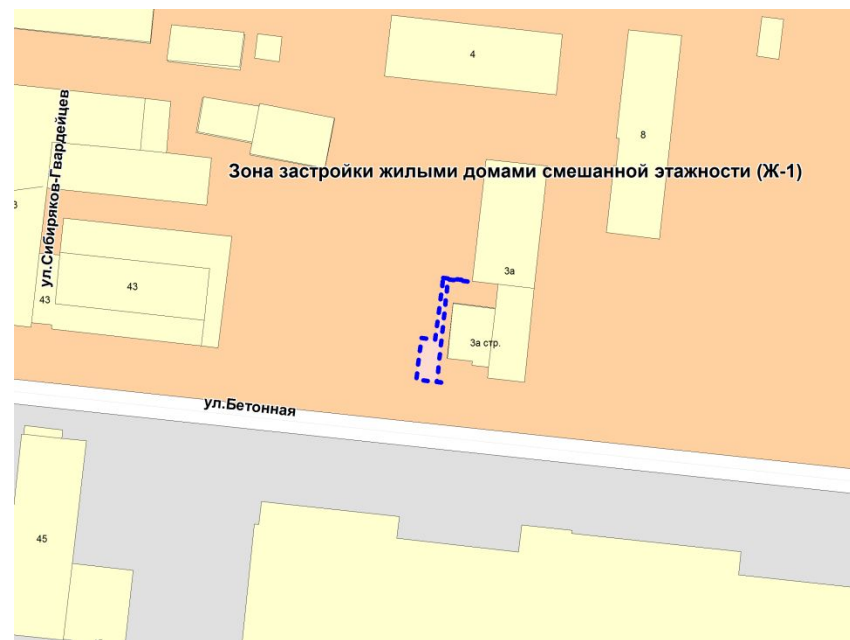 4
8
ул.Сибиряков-Гвардейцев
Зона застройки жилыми домами смешанной этажности (Ж-1)
3а
43
43
3а стр.
ул.Бетонная
45